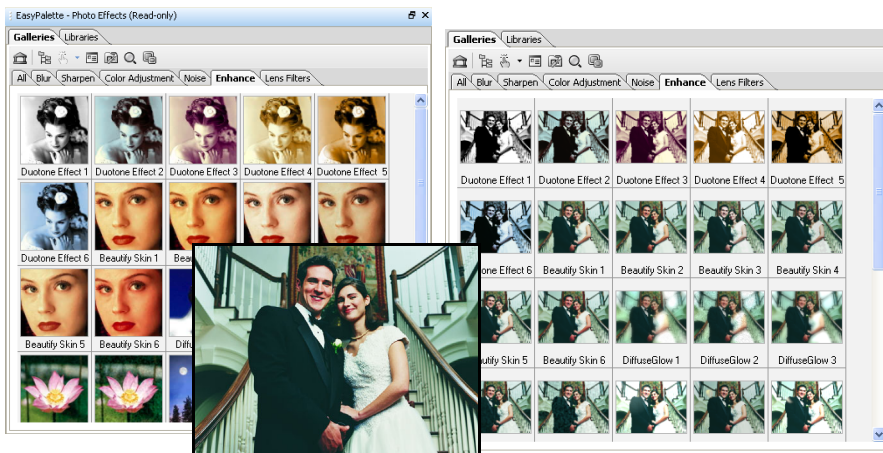 EasyPalette - Photo Effects (Read-only)
Galleries Libraries
All Blur Sharpen Color Adjustment Noise Enhance Lens Filters
Duotone Effect 1 Duotone Effect 2 Duotone Effect 3 Duotone Effect 4 Duotone Effect 5
Duotone Effect 6 Beautify Skin 1
Beautify Skin 5 Beautify Skin 6
Galleries Libraries
All Blur Sharpen Color Adjustment Noise Enhance Lens Filters
Duotone Effect 1 Duotone Effect 2 Duotone Effect 3 Duotone Effect 4 Duotone Effect 5
Effect 6 Beautify Skin 1 Beautify Skin 2 Beautify Skin 3 Beautify Skin 4
Skin 5 Beautify Skin 6 DiffuseGlow 1 DiffuseGlow 2 DiffuseGlow 3